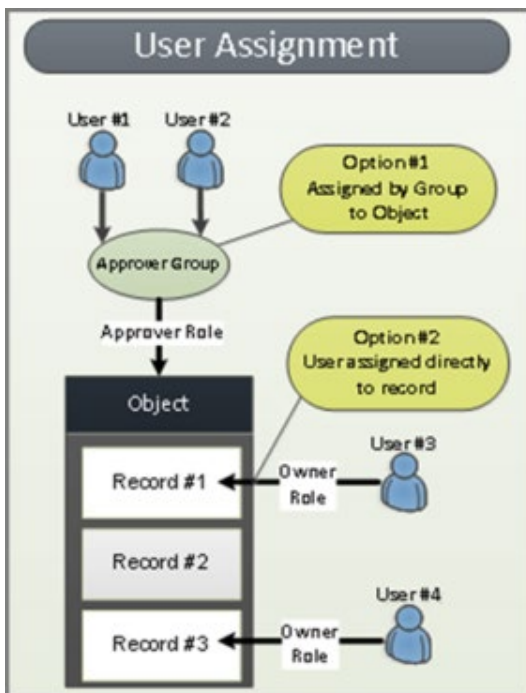 User Assignment
User #1
User #2
Option #1
Assigned by Group
to Object
Approver Group
Approver Role
Option #2
User assigned directly
to record
Object
User #3
Record #1
Owner
Role
Record #2
User #4
Record #3
Owner
Role